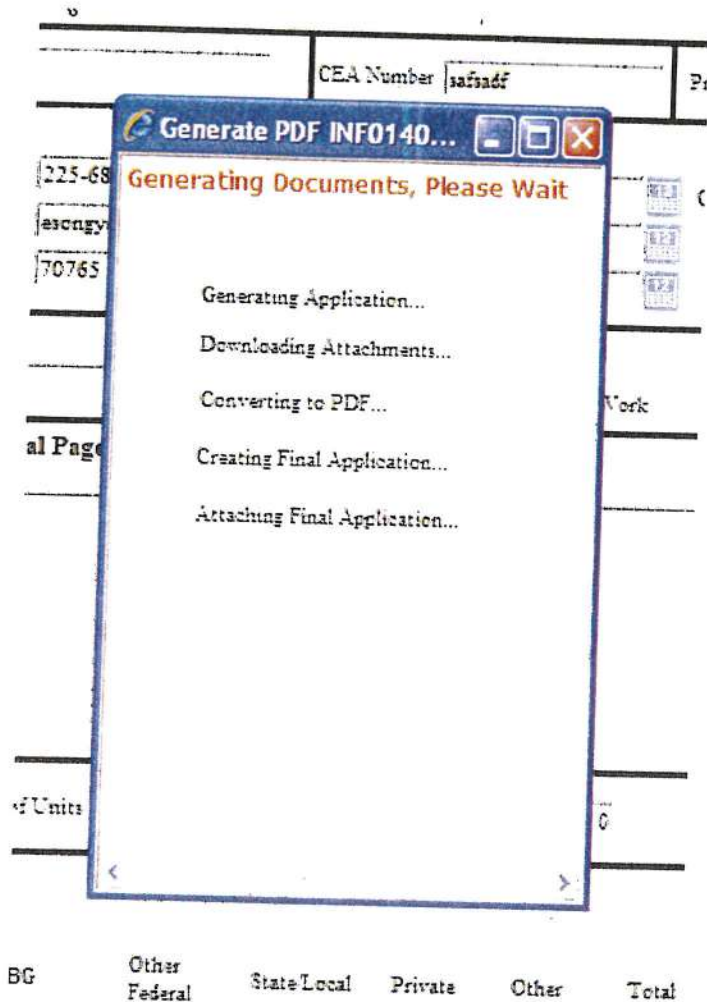 CEA Number safsadf
Generate PDF INF0140...
Generating Documents, Please Wait
225-68
70765
Generating Application...
Downloading Attachments...
Converting to PDF...
Creating Final Application...
Attaching Final Application...
al Page
of Units
0
BG
Other
Federal
State/Local
Private
Other
Total